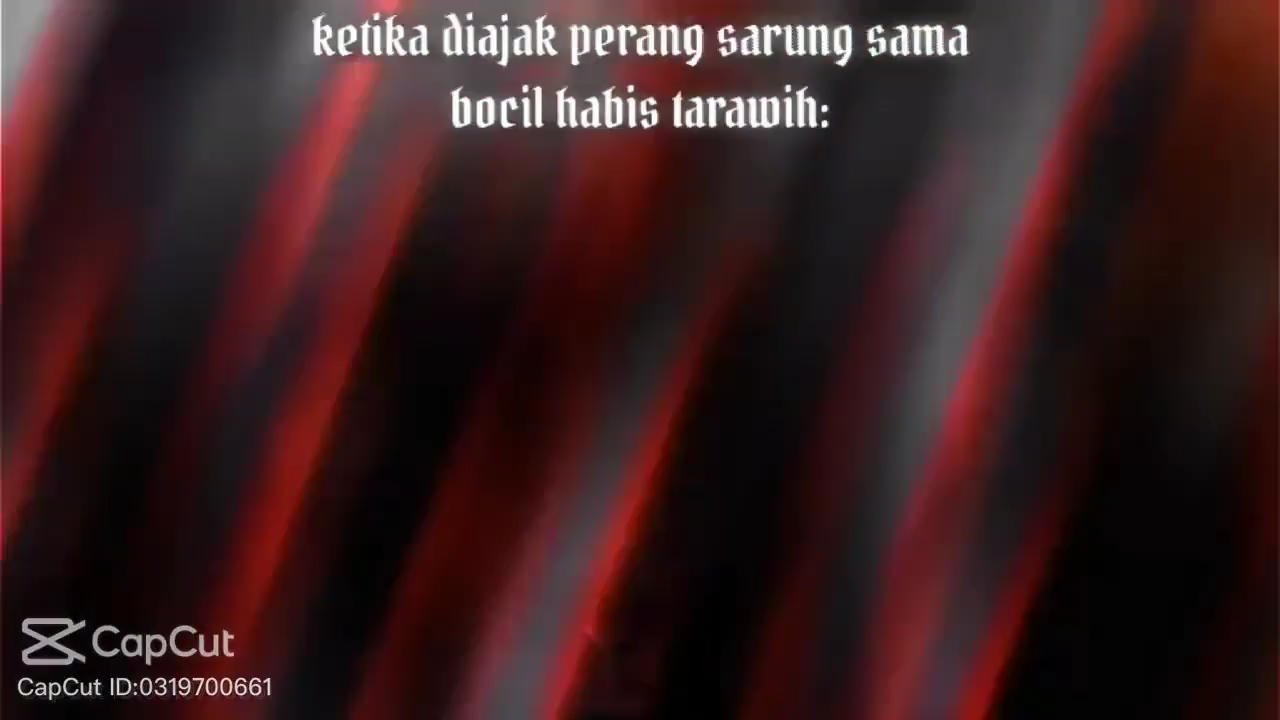 ketika diajak perang sarung sama
bocil habis tarawih:
CapCut
CapCut ID:0319700661